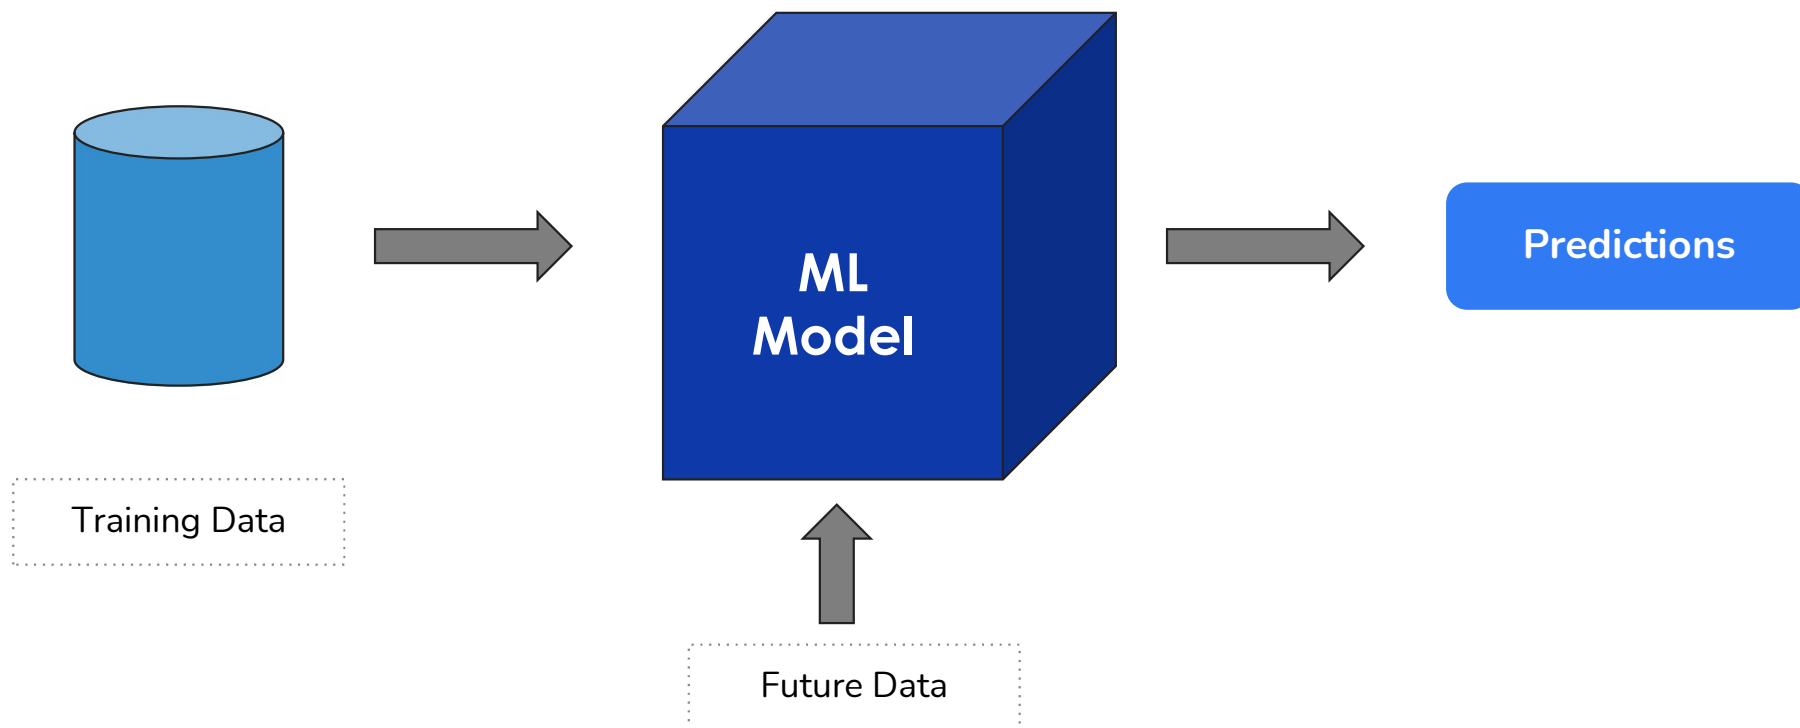 ML
Model
Predictions
Training Data
Future Data